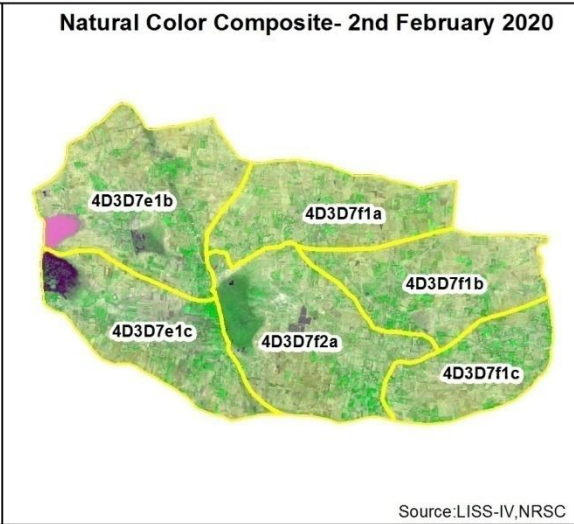 Natural Color Composite- 2nd February 2020
4D3D7e1b
4D3D7f1a
4D3D7f1b
4D3D7e1c
4D3D7f2a
4D3D7f1c
Source:LISS-IV,NRSC